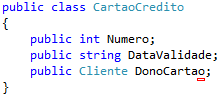 public class CartaoCredito
{
    public int Numero;
    public string DataValidade;
    public Cliente DonoCartao;
}